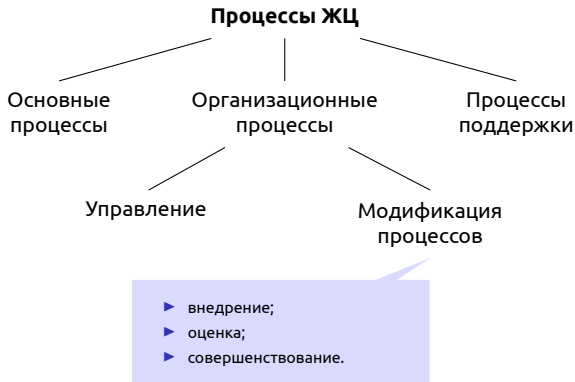 Процессы ЖЦ
Основные
процессы
Организационные
процессы
Процессы
поддержки
Управление
Модификация
процессов
внедрение;
оценка;
совершенствование.